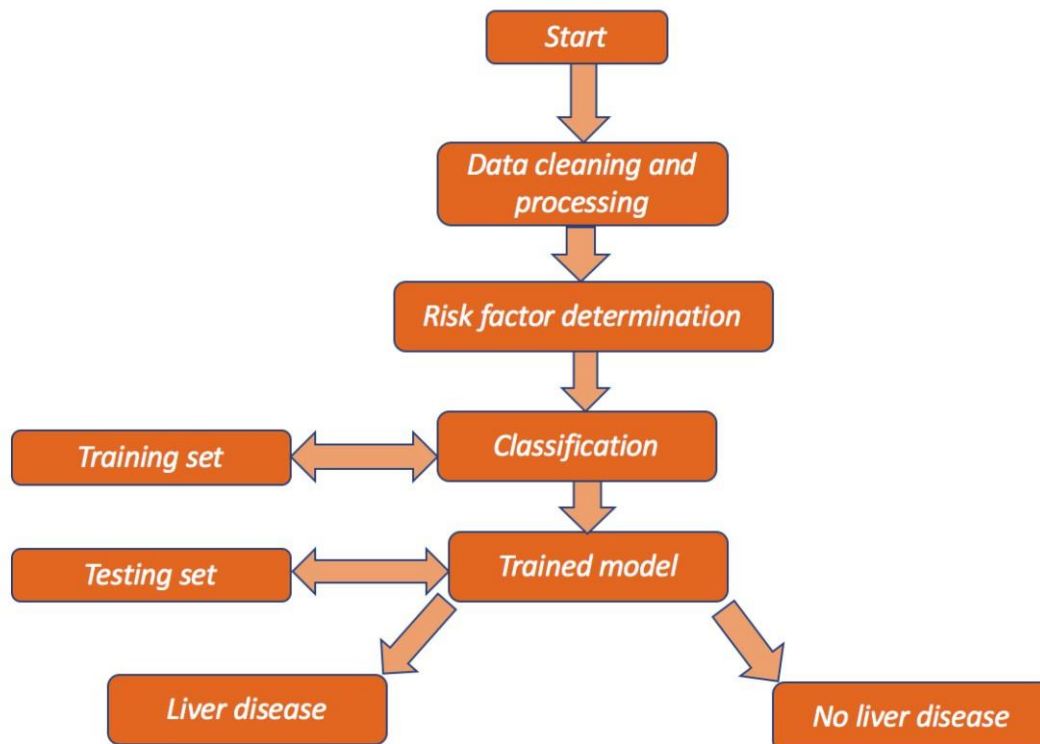 Start
Data cleaning and
processing
Risk factor determination
Classification
Training set
Trained model
Testing set
Liver disease
No liver disease